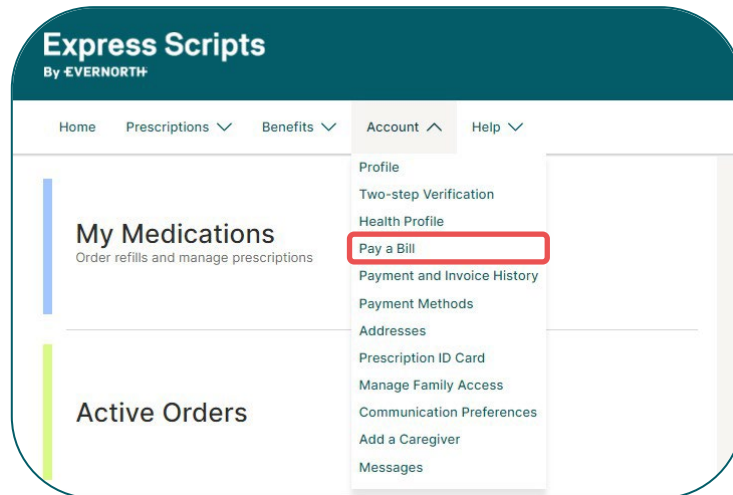 Express Scripts
By EVERNORTH
Home Prescriptions Benefits Account Help
Profile
Two-step Verification
Health Profile
Pay a Bill
Payment and Invoice History
Payment Methods
Addresses
Prescription ID Card
Manage Family Access
Communication Preferences
Add a Caregiver
Messages
My Medications
Order refills and manage prescriptions
Active Orders